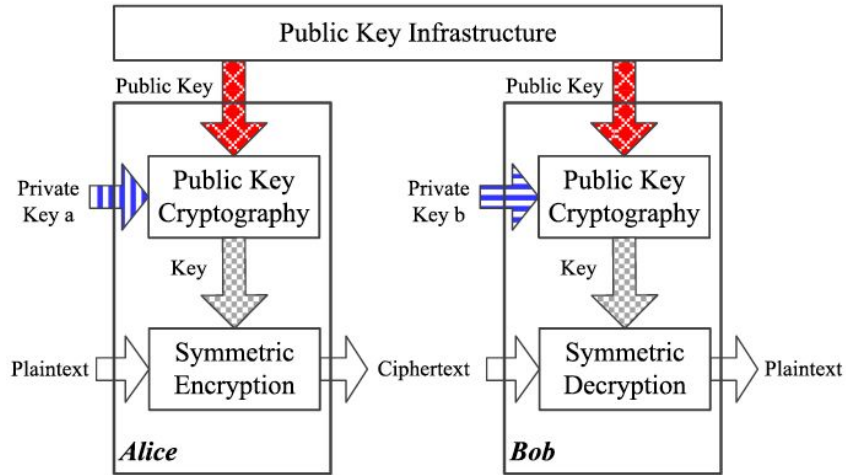 Public Key Infrastructure
Public Key
Public Key
Private
Key a
Public Key
Cryptography
Private
Key b
Public Key
Cryptography
Key
Key
Plaintext
Symmetric
Encryption
Ciphertext
Symmetric
Decryption
Plaintext
Alice
Bob